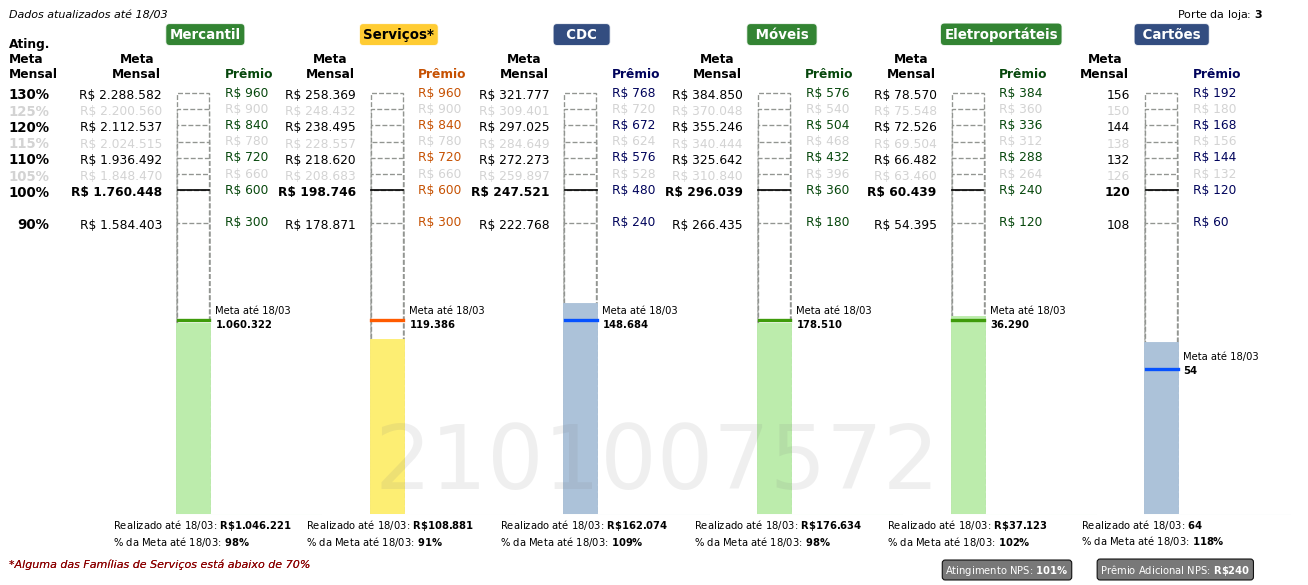 Dados atualizados até 18/03 Porte da loja: 3
Mercantil Serviços* CDC Móveis Eletroportáteis Cartões
Ating. Meta Mensal Meta Mensal Prêmio Meta Mensal Prêmio Meta Mensal Prêmio Meta Mensal Prêmio Meta Mensal Prêmio Meta Mensal Prêmio
130% R$ 2.288.582 R$ 960 R$ 258.369 R$ 960 R$ 321.777 R$ 768 R$ 384.850 R$ 576 R$ 78.570 R$ 384 156 R$ 192
125% R$ 2.200.560 R$ 900 R$ 248.432 R$ 900 R$ 309.401 R$ 720 R$ 370.048 R$ 540 R$ 75.548 R$ 360 150 R$ 180
120% R$ 2.112.537 R$ 840 R$ 238.495 R$ 840 R$ 297.025 R$ 672 R$ 355.246 R$ 504 R$ 72.526 R$ 336 144 R$ 168
115% R$ 2.024.515 R$ 780 R$ 228.557 R$ 780 R$ 284.649 R$ 624 R$ 340.444 R$ 468 R$ 69.504 R$ 312 138 R$ 156
110% R$ 1.936.492 R$ 720 R$ 218.620 R$ 720 R$ 272.273 R$ 576 R$ 325.642 R$ 432 R$ 66.482 R$ 288 132 R$ 144
105% R$ 1.848.470 R$ 660 R$ 208.683 R$ 660 R$ 259.897 R$ 528 R$ 310.840 R$ 396 R$ 63.460 R$ 264 126 R$ 132
100% R$ 1.760.448 R$ 600 R$ 198.746 R$ 600 R$ 247.521 R$ 480 R$ 296.039 R$ 360 R$ 60.439 R$ 240 120 R$ 120
90% R$ 1.584.403 R$ 300 R$ 178.871 R$ 300 R$ 222.768 R$ 240 R$ 266.435 R$ 180 R$ 54.395 R$ 120 108 R$ 60
Meta até 18/03 Meta até 18/03 Meta até 18/03 Meta até 18/03 Meta até 18/03
1.060.322 119.386 148.684 178.510 36.290
Meta até 18/03
54
2101007572
Realizado até 18/03: R$1.046.221 Realizado até 18/03: R$108.881 Realizado até 18/03: R$162.074 Realizado até 18/03: R$176.634 Realizado até 18/03: R$37.123 Realizado até 18/03: 64
% da Meta até 18/03: 98% % da Meta até 18/03: 91% % da Meta até 18/03: 109% % da Meta até 18/03: 98% % da Meta até 18/03: 102% % da Meta até 18/03: 118%
*Alguma das Famílias de Serviços está abaixo de 70% Atingimento NPS: 101% Prêmio Adicional NPS: R$240